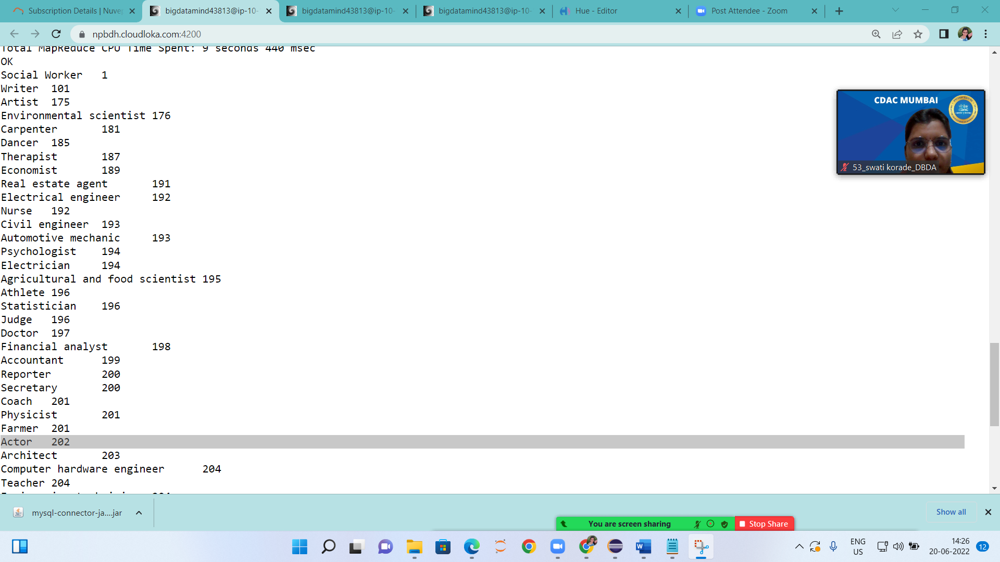 Subscription Details | Nuvep
bigdatamind43813@ip-10-
bigdatamind43813@ip-10-
bigdatamind43813@ip-10-
Hue - Editor
Post Attendee - Zoom
npbdh.cloudloka.com:4200
Total MapReduce CPU Time Spent: 9 seconds 440 msec
OK
Social Worker 1
Writer 101
Artist 175
Environmental scientist 176
Carpenter 181
Dancer 185
Therapist 187
Economist 189
Real estate agent 191
Electrical engineer 192
Nurse 192
Civil engineer 193
Automotive mechanic 193
Psychologist 194
Electrician 194
Agricultural and food scientist 195
Athlete 196
Statistician 196
Judge 196
Doctor 197
Financial analyst 198
Accountant 199
Reporter 200
Secretary 200
Coach 201
Physicist 201
Farmer 201
Actor 202
Architect 203
Computer hardware engineer 204
Teacher 204
CDAC MUMBAI
CDAC
53_swati korade_DBDA
mysql-connector-ja....jar
Show all
You are screen sharing
Stop Share
ENG
US
14:26
20-06-2022
12